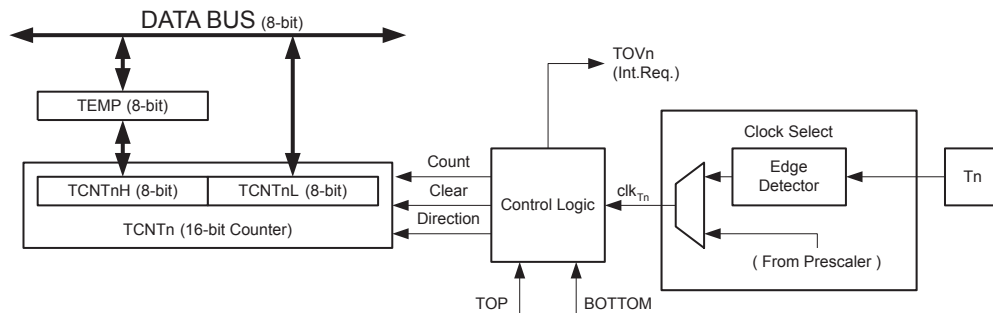 DATA BUS (8-bit)
TOVn
(Int.Req.)
TEMP (8-bit)
Clock Select
Count
Edge
Detector
Tn
TCNTnH (8-bit)
TCNTnL (8-bit)
Clear
Control Logic
clkTn
Direction
TCNTn (16-bit Counter)
( From Prescaler )
TOP
BOTTOM